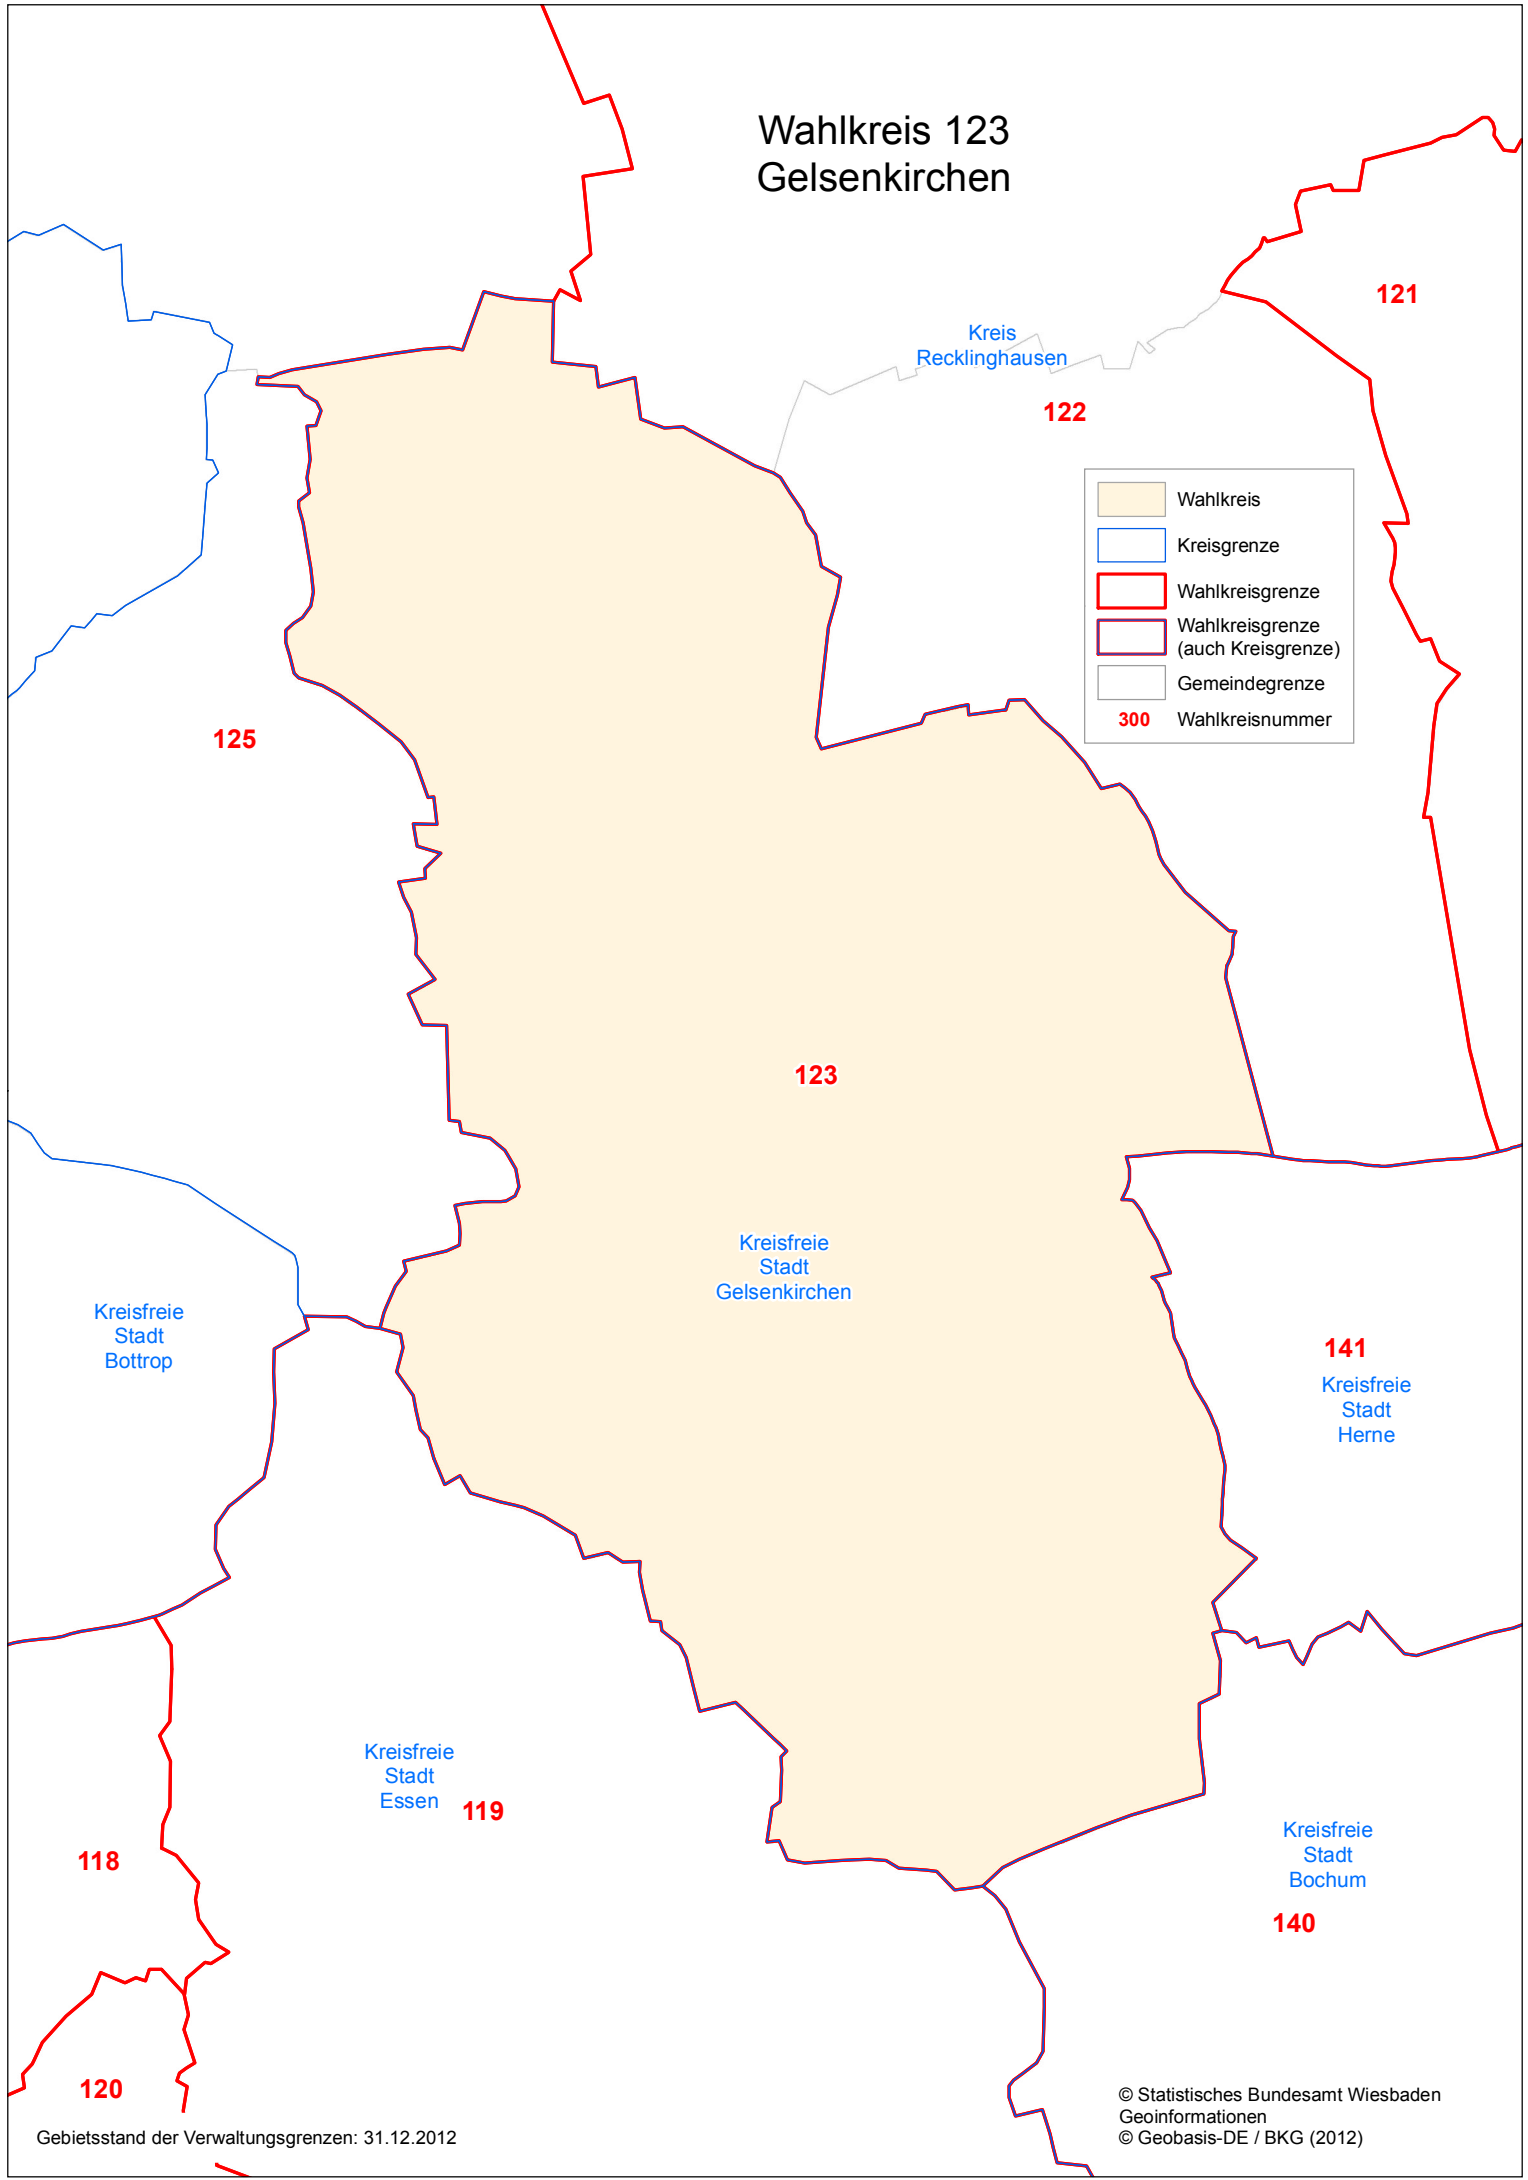 Wahlkreis 123
Gelsenkirchen
121
Kreis
Recklinghausen
122
Wahlkreis
Kreisgrenze
Wahlkreisgrenze
Wahlkreisgrenze
(auch Kreisgrenze)
Gemeindegrenze
300 Wahlkreisnummer
125
123
Kreisfreie
Stadt
Gelsenkirchen
Kreisfreie
Stadt
Bottrop
141
Kreisfreie
Stadt
Herne
Kreisfreie
Stadt
Essen
119
118
Kreisfreie
Stadt
Bochum
140
120
Gebietsstand der Verwaltungsgrenzen: 31.12.2012
© Statistisches Bundesamt Wiesbaden
Geoinformationen
© Geobasis-DE / BKG (2012)